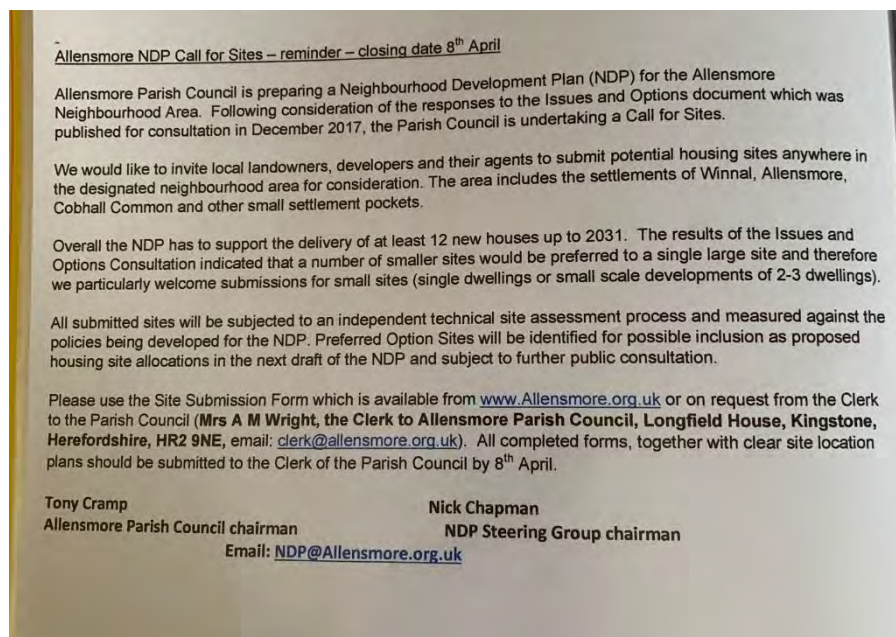 Allensmore NDP Call for Sites – reminder – closing date 8th April
Allensmore Parish Council is preparing a Neighbourhood Development Plan (NDP) for the Allensmore
Neighbourhood Area. Following consideration of the responses to the Issues and Options document which was
published for consultation in December 2017, the Parish Council is undertaking a Call for Sites.
We would like to invite local landowners, developers and their agents to submit potential housing sites anywhere in
the designated neighbourhood area for consideration. The area includes the settlements of Winnal, Allensmore,
Cobhall Common and other small settlement pockets.
Overall the NDP has to support the delivery of at least 12 new houses up to 2031. The results of the Issues and
Options Consultation indicated that a number of smaller sites would be preferred to a single large site and therefore
we particularly welcome submissions for small sites (single dwellings or small scale developments of 2-3 dwellings).
All submitted sites will be subjected to an independent technical site assessment process and measured against the
policies being developed for the NDP. Preferred Option Sites will be identified for possible inclusion as proposed
housing site allocations in the next draft of the NDP and subject to further public consultation.
Please use the Site Submission Form which is available from www.Allensmore.org.uk or on request from the Clerk
to the Parish Council (Mrs A M Wright, the Clerk to Allensmore Parish Council, Longfield House, Kingstone,
Herefordshire, HR2 9NE, email: clerk@allensmore.org.uk). All completed forms, together with clear site location
plans should be submitted to the Clerk of the Parish Council by 8th April.
Tony Cramp Nick Chapman
Allensmore Parish Council chairman NDP Steering Group chairman
Email: NDP@Allensmore.org.uk